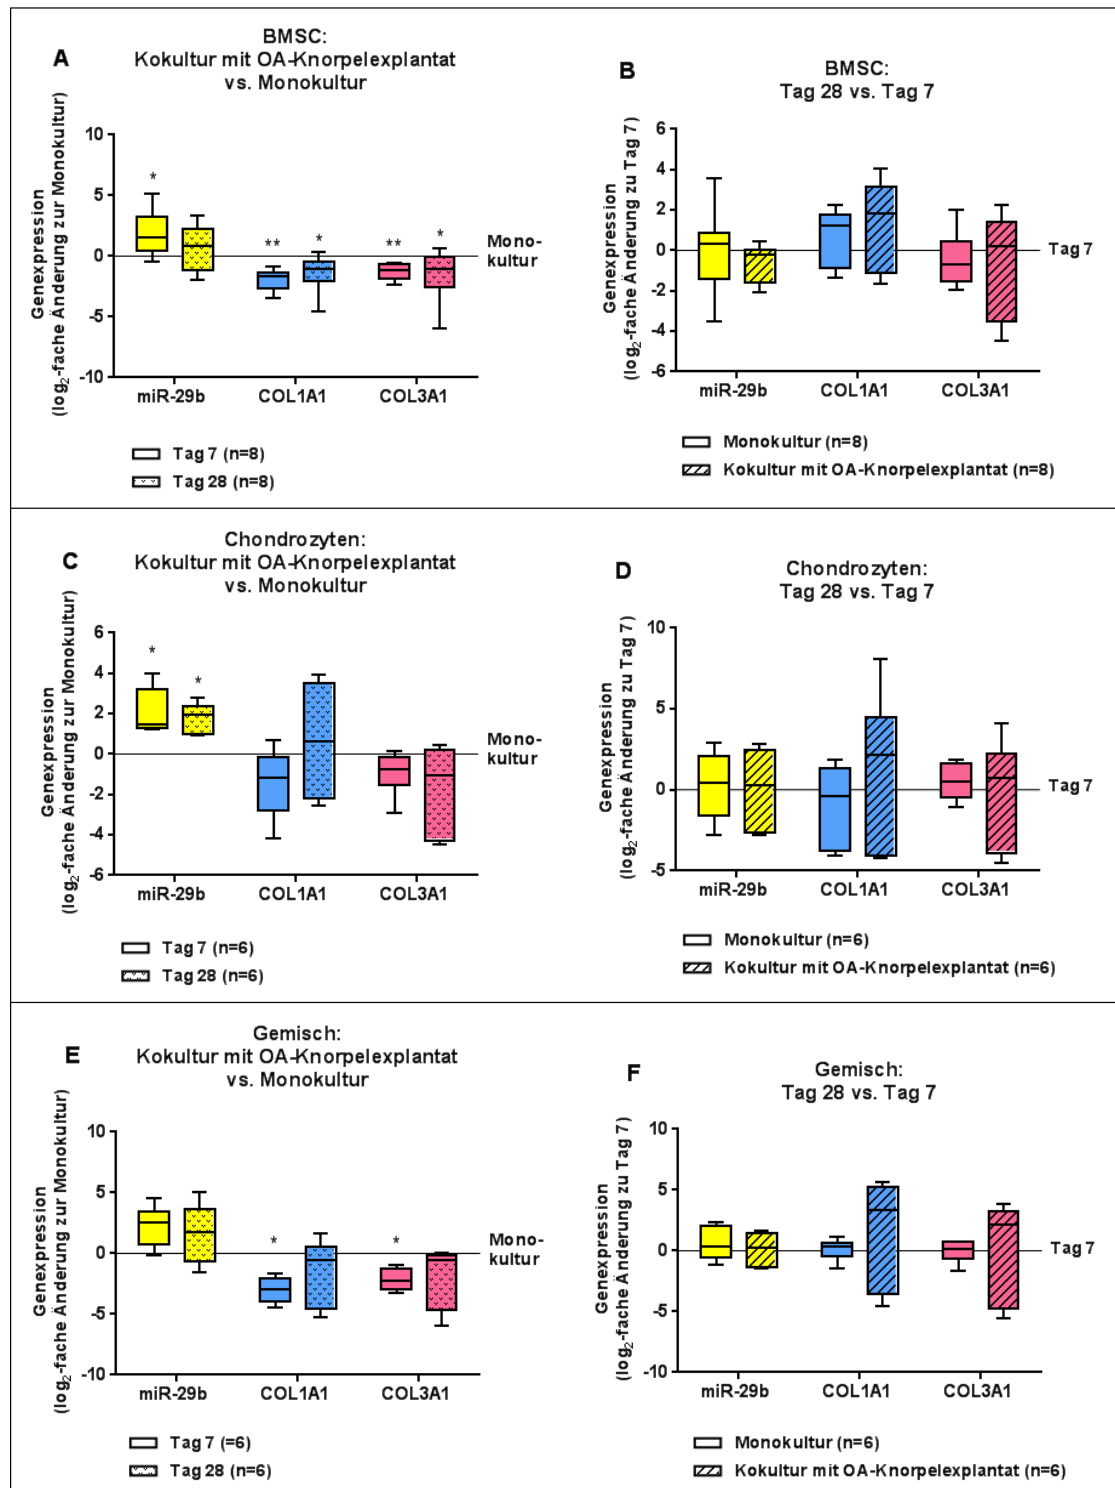 A
BMSC:
Kokultur mit OA-Knorpelexplantat
vs. Monokultur
Genexpression
(log₂-fache Änderung zur Monokultur)
10
5
0
-5
-10
*
**
*
**
*
Mono-
kultur
miR-29b COL1A1 COL3A1
Tag 7 (n=8)
Tag 28 (n=8)
B
BMSC:
Tag 28 vs. Tag 7
Genexpression
(log₂-fache Änderung zu Tag 7)
6
4
2
0
-2
-4
-6
Tag 7
miR-29b COL1A1 COL3A1
Monokultur (n=8)
Kokultur mit OA-Knorpelexplantat (n=8)
C
Chondrozyten:
Kokultur mit OA-Knorpelexplantat
vs. Monokultur
Genexpression
(log₂-fache Änderung zur Monokultur)
6
4
2
0
-2
-4
-6
*
*
Mono-
kultur
miR-29b COL1A1 COL3A1
Tag 7 (n=6)
Tag 28 (n=6)
D
Chondrozyten:
Tag 28 vs. Tag 7
Genexpression
(log₂-fache Änderung zu Tag 7)
10
5
0
-5
Tag 7
miR-29b COL1A1 COL3A1
Monokultur (n=6)
Kokultur mit OA-Knorpelexplantat (n=6)
E
Gemisch:
Kokultur mit OA-Knorpelexplantat
vs. Monokultur
Genexpression
(log₂-fache Änderung zur Monokultur)
10
5
0
-5
-10
*
*
Mono-
kultur
miR-29b COL1A1 COL3A1
Tag 7 (=6)
Tag 28 (n=6)
F
Gemisch:
Tag 28 vs. Tag 7
Genexpression
(log₂-fache Änderung zu Tag 7)
10
5
0
-5
-10
Tag 7
miR-29b COL1A1 COL3A1
Monokultur (n=6)
Kokultur mit OA-Knorpelexplantat (n=6)